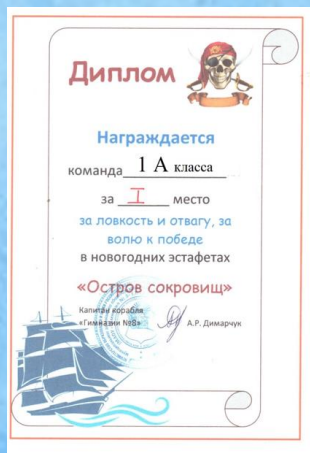 Диплом
Награждается
команда 1 А класса
за I место
за ловкость и отвагу, за
волю к победе
в новогодних эстафетах
«Остров сокровищ»
Капитан корабля
«Гимназии №8» А.Р. Димарчук